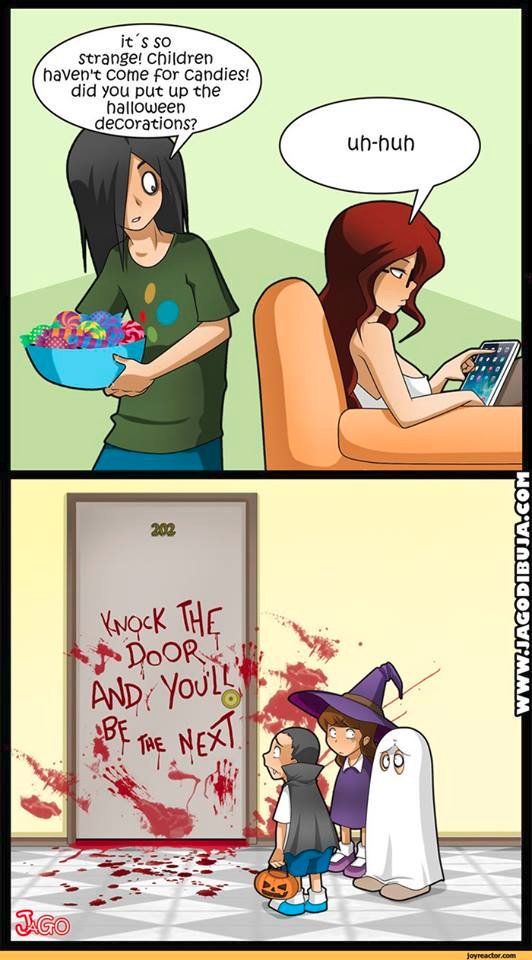 it´s so
strange! children
haven't come for candies!
did you put up the
halloween
decorations?
uh-huh
202
KNOCK THE
DOOR
AND YOU'LL
BE THE NEXT
WWW.JAGODIBUJA.COM
JAGO
joyreactor.com